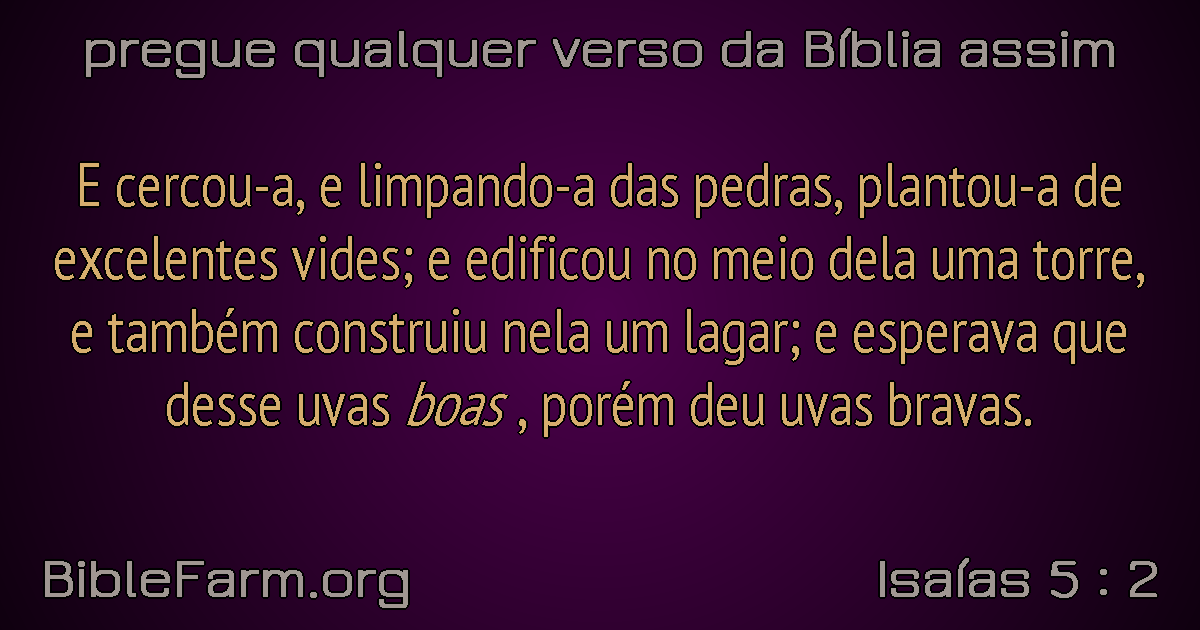 pregue qualquer verso da Bíblia assim
E cercou-a, e limpando-a das pedras, plantou-a de
excelentes vides; e edificou no meio dela uma torre,
e também construiu nela um lagar; e esperava que
desse uvas boas , porém deu uvas bravas.
BibleFarm.org
Isaías 5 : 2